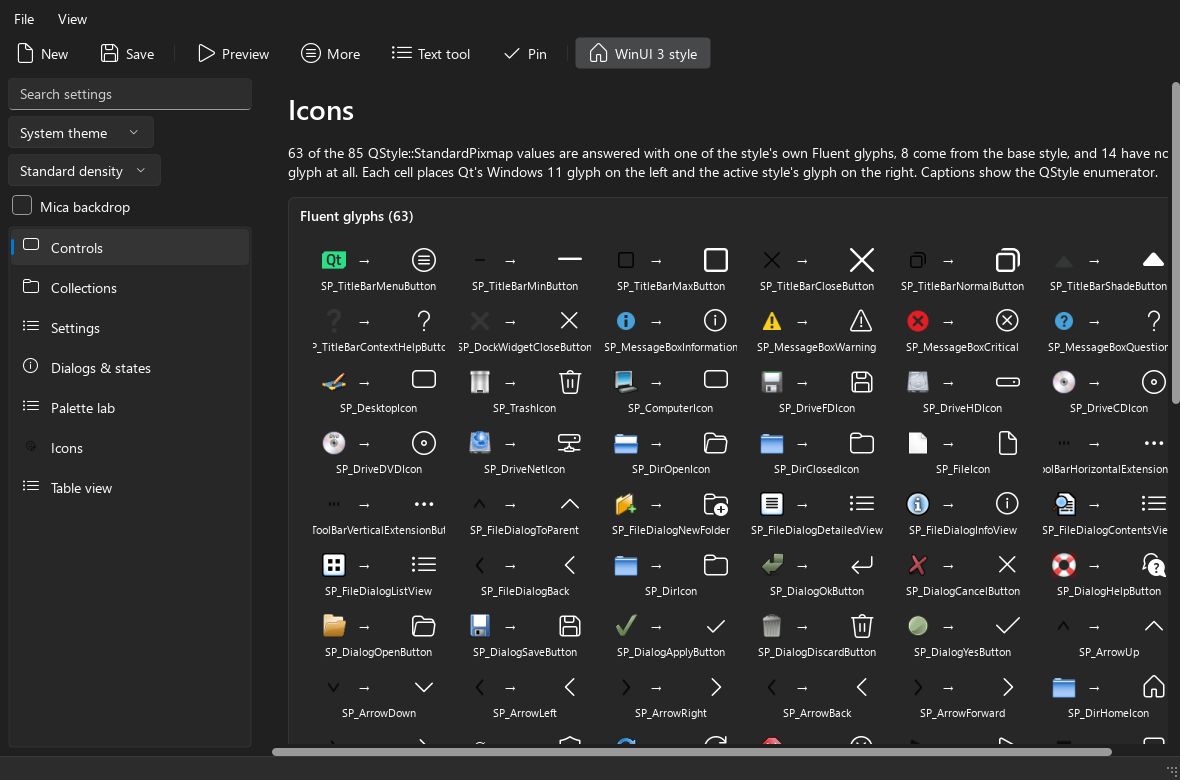 File View
New Save Preview More Text tool Pin WinUI 3 style
Search settings
System theme
Standard density
Mica backdrop
Controls
Collections
Settings
Dialogs & states
Palette lab
Icons
Table view
Icons
63 of the 85 QStyle::StandardPixmap values are answered with one of the style's own Fluent glyphs, 8 come from the base style, and 14 have no
glyph at all. Each cell places Qt's Windows 11 glyph on the left and the active style's glyph on the right. Captions show the QStyle enumerator.
Fluent glyphs (63)
Qt → → → → → →
SP_TitleBarMenuButton SP_TitleBarMinButton SP_TitleBarMaxButton SP_TitleBarCloseButton SP_TitleBarNormalButton SP_TitleBarShadeButton
→ → → → → →
P_TitleBarContextHelpButto SP_DockWidgetCloseButton SP_MessageBoxInformation SP_MessageBoxWarning SP_MessageBoxCritical SP_MessageBoxQuestion
→ → → → → →
SP_DesktopIcon SP_TrashIcon SP_ComputerIcon SP_DriveFDIcon SP_DriveHDIcon SP_DriveCDIcon
→ → → → → →
SP_DriveDVDIcon SP_DriveNetIcon SP_DirOpenIcon SP_DirClosedIcon SP_FileIcon oolBarHorizontalExtension
→ → → → → →
ToolBarVerticalExtensionBut SP_FileDialogToParent SP_FileDialogNewFolder SP_FileDialogDetailedView SP_FileDialogInfoView SP_FileDialogContentsVie
→ → → → → →
SP_FileDialogListView SP_FileDialogBack SP_DirIcon SP_DialogOkButton SP_DialogCancelButton SP_DialogHelpButton
→ → → → → →
SP_DialogOpenButton SP_DialogSaveButton SP_DialogApplyButton SP_DialogDiscardButton SP_DialogYesButton SP_ArrowUp
→ → → → → →
SP_ArrowDown SP_ArrowLeft SP_ArrowRight SP_ArrowBack SP_ArrowForward SP_DirHomeIcon